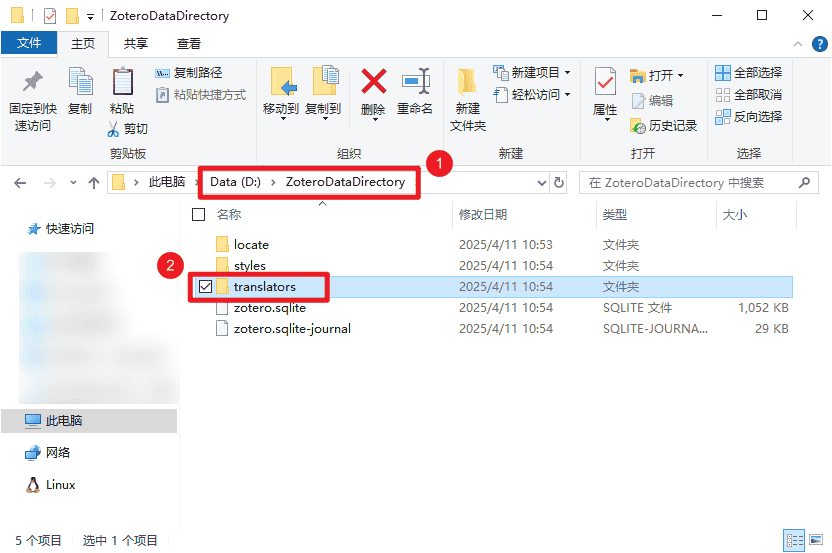 ZoteroDataDirectory
文件 主页 共享 查看
固定到快速访问
复制
粘贴
复制路径
粘贴快捷方式
剪切
剪贴板
移动到 复制到 删除 重命名
组织
新建文件夹
新建项目
轻松访问
新建
属性
打开
编辑
历史记录
打开
全部选择
全部取消
反向选择
选择
1
此电脑 › Data (D:) › ZoteroDataDirectory
在 ZoteroDataDirectory 中搜索
名称 修改日期 类型 大小
快速访问
locate 2025/4/11 10:53 文件夹
2
styles 2025/4/11 10:54 文件夹
translators 2025/4/11 10:54 文件夹
zotero.sqlite 2025/4/11 10:54 SQLITE 文件 1,052 KB
zotero.sqlite-journal 2025/4/11 10:54 SQLITE-JOURNA... 29 KB
此电脑
网络
Linux
5 个项目 选中 1 个项目